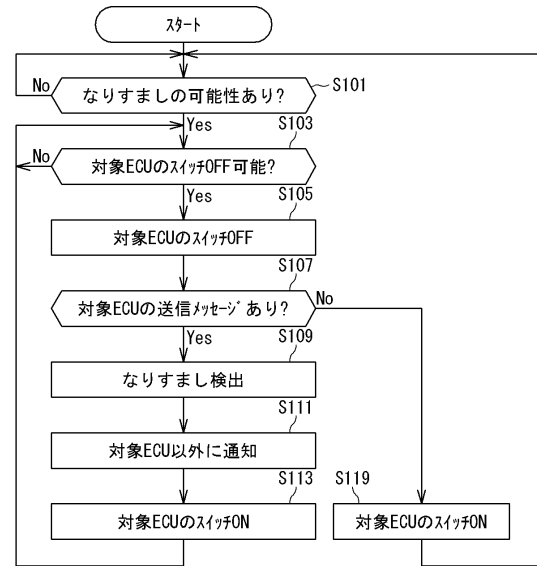 スタート
No
なりすましの可能性あり?
S101
Yes
S103
No
対象ECUのスイッチOFF可能?
Yes
S105
対象ECUのスイッチOFF
S107
対象ECUの送信メッセージあり?
No
Yes
S109
なりすまし検出
S111
対象ECU以外に通知
S113
S119
対象ECUのスイッチON
対象ECUのスイッチON